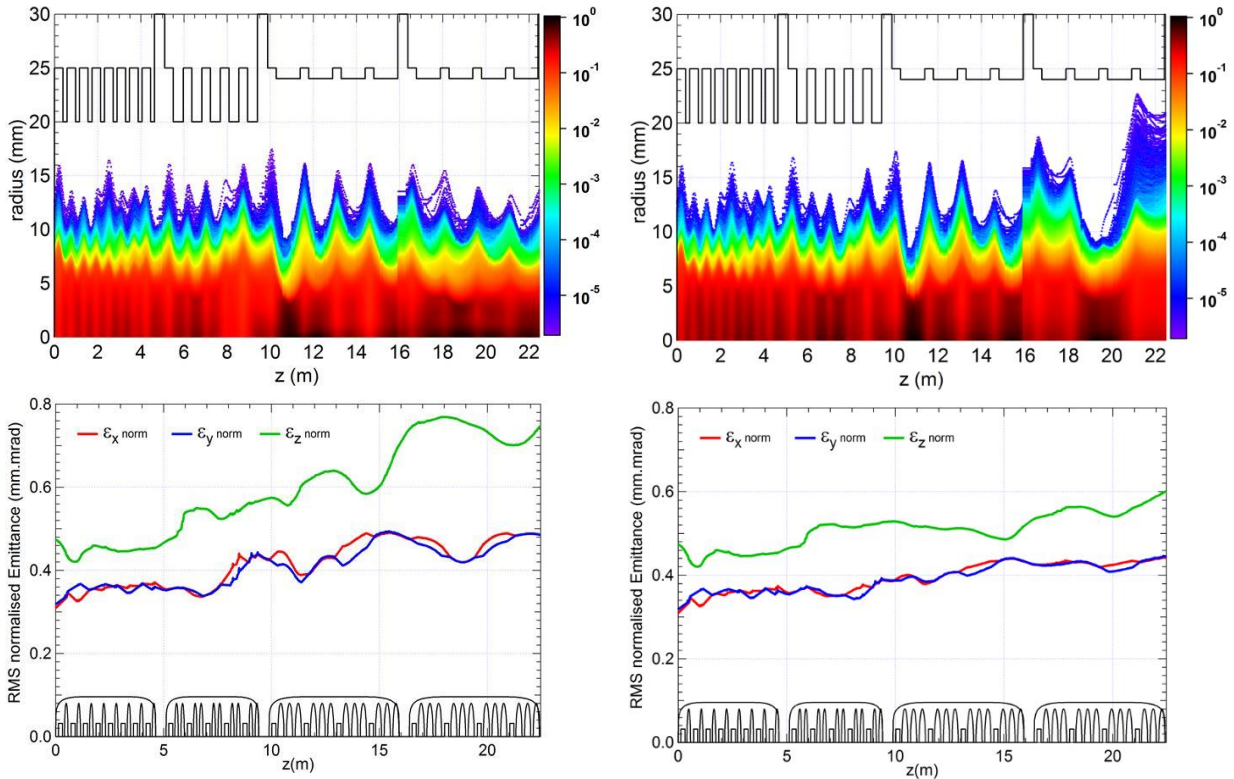 30
25
20
15
10
5
0
radius (mm)
0 2 4 6 8 10 12 14 16 18 20 22
z (m)
10^0
10^-1
10^-2
10^-3
10^-4
10^-5
30
25
20
15
10
5
0
radius (mm)
0 2 4 6 8 10 12 14 16 18 20 22
z (m)
10^0
10^-1
10^-2
10^-3
10^-4
10^-5
0.8
0.6
0.4
0.2
0.0
RMS normalised Emittance (mm.mrad)
εx norm εy norm εz norm
0 5 10 15 20
z(m)
0.8
0.6
0.4
0.2
0.0
RMS normalised Emittance (mm.mrad)
εx norm εy norm εz norm
0 5 10 15 20
z(m)